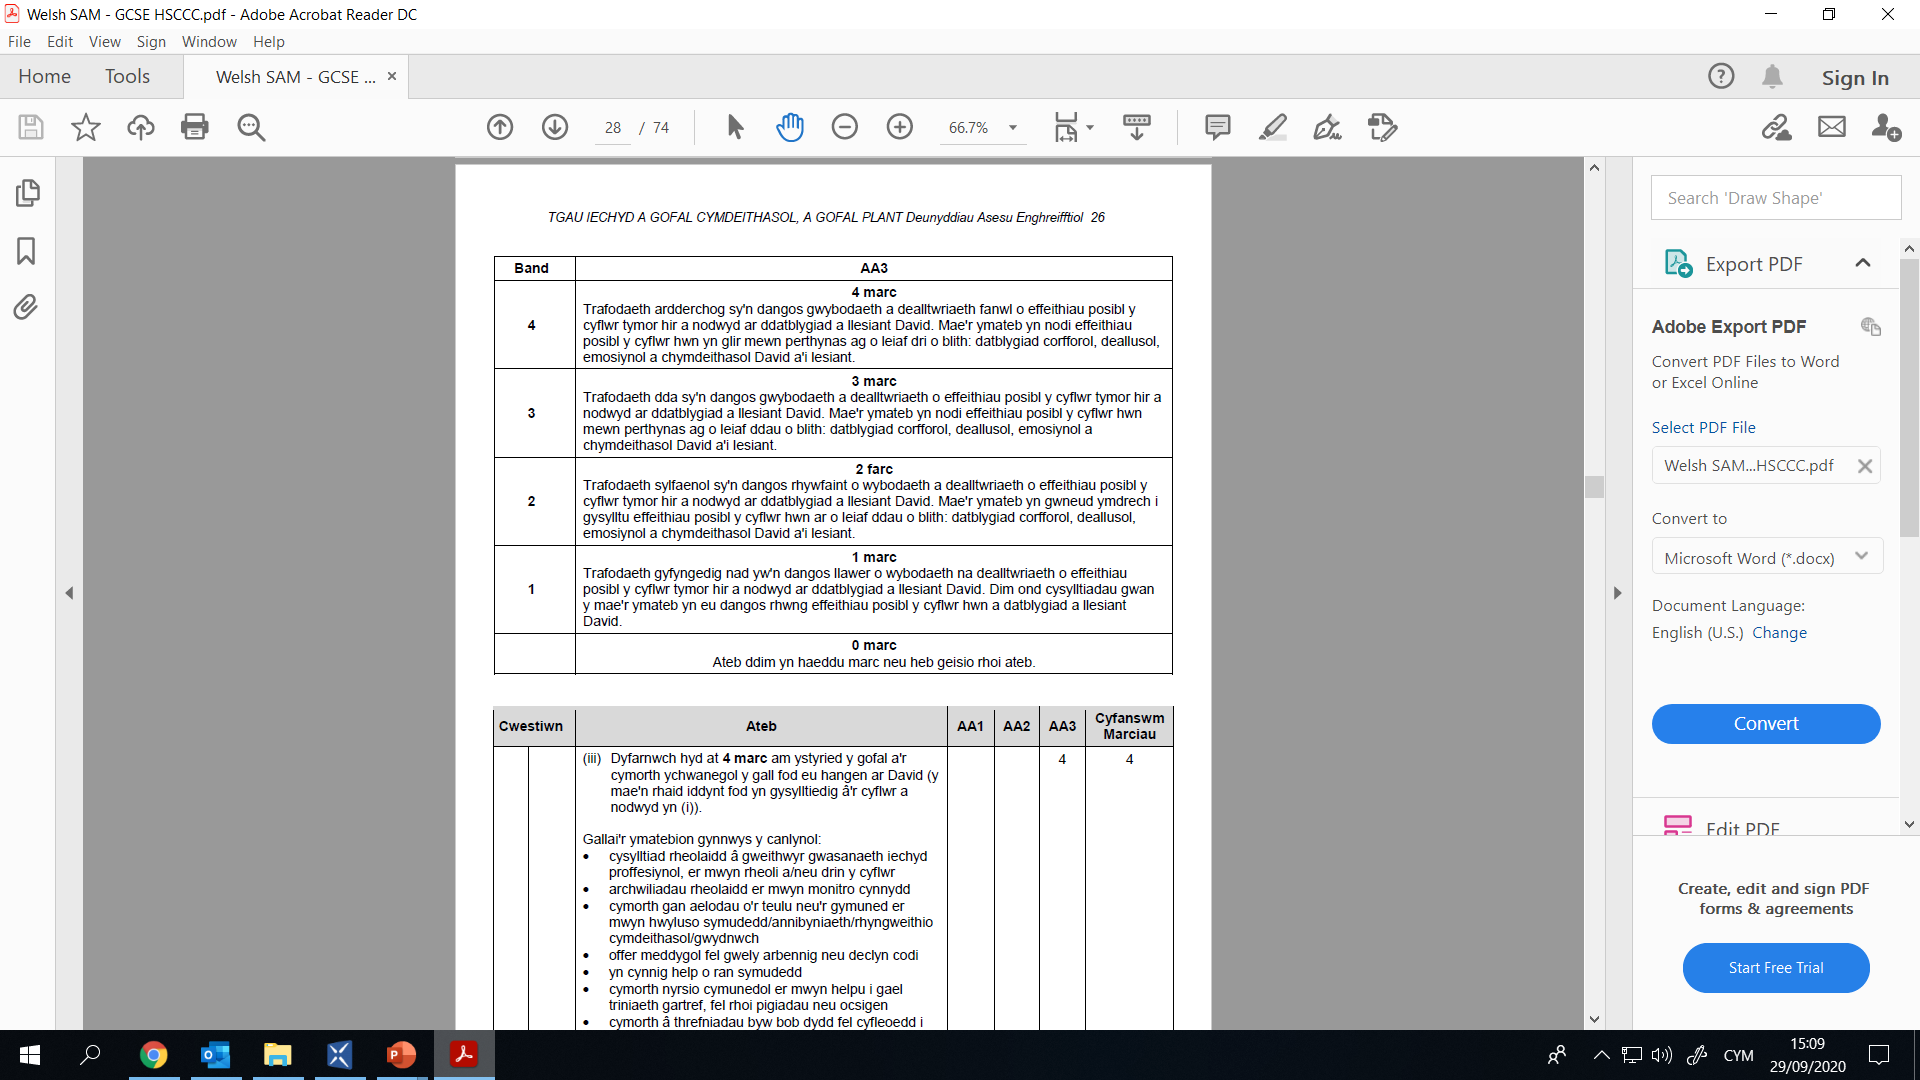 Welsh SAM - GCSE HSCCC.pdf - Adobe Acrobat Reader DC
File Edit View Sign Window Help
Home Tools Welsh SAM - GCSE ... × Sign In
28 / 74 66.7%
TGAU IECHYD A GOFAL CYMDEITHASOL, A GOFAL PLANT Deunyddiau Asesu Enghreifftiol 26
Band AA3
4 marc
4 Trafodaeth ardderchog sy'n dangos gwybodaeth a dealltwriaeth fanwl o effeithiau posibl y
cyflwr tymor hir a nodwyd ar ddatblygiad a llesiant David. Mae'r ymateb yn nodi effeithiau
posibl y cyflwr hwn yn glir mewn perthynas ag o leiaf dri o blith: datblygiad corfforol, deallusol,
emosiynol a chymdeithasol David a'i lesiant.
3 marc
3 Trafodaeth dda sy'n dangos gwybodaeth a dealltwriaeth o effeithiau posibl y cyflwr tymor hir a
nodwyd ar ddatblygiad a llesiant David. Mae'r ymateb yn nodi effeithiau posibl y cyflwr hwn
mewn perthynas ag o leiaf ddau o blith: datblygiad corfforol, deallusol, emosiynol a
chymdeithasol David a'i lesiant.
2 farc
2 Trafodaeth sylfaenol sy'n dangos rhywfaint o wybodaeth a dealltwriaeth o effeithiau posibl y
cyflwr tymor hir a nodwyd ar ddatblygiad a llesiant David. Mae'r ymateb yn gwneud ymdrech i
gysylltu effeithiau posibl y cyflwr hwn ar o leiaf ddau o blith: datblygiad corfforol, deallusol,
emosiynol a chymdeithasol David a'i lesiant.
1 marc
1 Trafodaeth gyfyngedig nad yw'n dangos llawer o wybodaeth na dealltwriaeth o effeithiau
posibl y cyflwr tymor hir a nodwyd ar ddatblygiad a llesiant David. Dim ond cysylltiadau gwan
y mae'r ymateb yn eu dangos rhwng effeithiau posibl y cyflwr hwn a datblygiad a llesiant
David.
0 marc
Ateb ddim yn haeddu marc neu heb geisio rhoi ateb.
Cwestiwn Ateb AA1 AA2 AA3 Cyfanswm Marciau
(iii) Dyfarnwch hyd at 4 marc am ystyried y gofal a'r 4 4
cymorth ychwanegol y gall fod eu hangen ar David (y
mae'n rhaid iddynt fod yn gysylltiedig â'r cyflwr a
nodwyd yn (i)).
Gallai'r ymatebion gynnwys y canlynol:
• cysylltiad rheolaidd â gweithwyr gwasanaeth iechyd
proffesiynol, er mwyn rheoli a/neu drin y cyflwr
• archwiliadau rheolaidd er mwyn monitro cynnydd
• cymorth gan aelodau o'r teulu neu'r gymuned er
mwyn hwyluso symudedd/annibyniaeth/rhyngweithio
cymdeithasol/gwydnwch
• offer meddygol fel gwely arbennig neu declyn codi
• yn cynnig help o ran symudedd
• cymorth nyrsio cymunedol er mwyn helpu i gael
triniaeth gartref, fel rhoi pigiadau neu ocsigen
• cymorth â threfniadau byw bob dydd fel cyfleoedd i
Search 'Draw Shape'
Export PDF
Adobe Export PDF
Convert PDF Files to Word
or Excel Online
Select PDF File
Welsh SAM...HSCCC.pdf
Convert to
Microsoft Word (*.docx)
Document Language:
English (U.S.) Change
Convert
Edit PDF
Create, edit and sign PDF
forms & agreements
Start Free Trial
CYM
15:09
29/09/2020